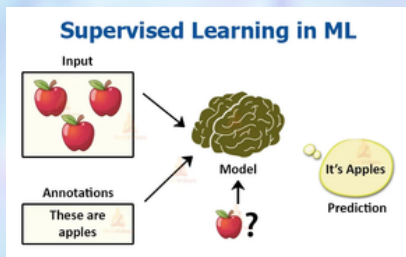 Supervised Learning in ML
Input
Annotations
These are
apples
Model
?
It's Apples
Prediction